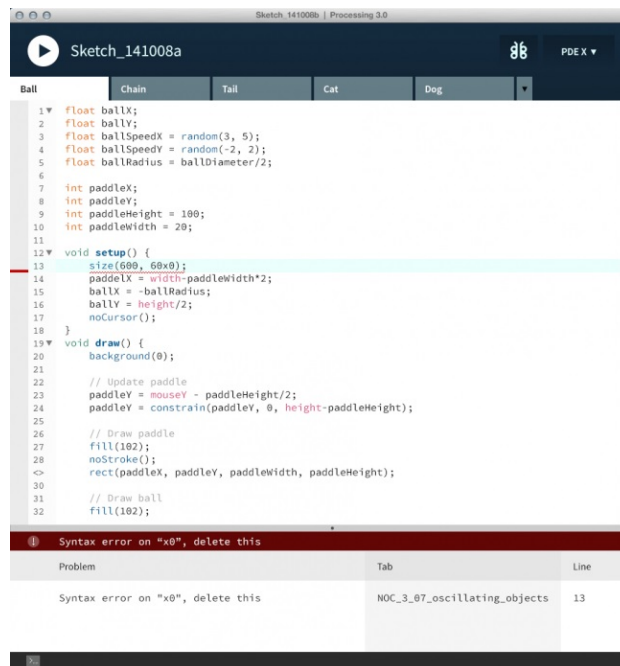 Sketch_141008b | Processing 3.0
Sketch_141008a
PDE X ▾
Ball Chain Tail Cat Dog
1 float ballX;
2 float ballY;
3 float ballSpeedX = random(3, 5);
4 float ballSpeedY = random(-2, 2);
5 float ballRadius = ballDiameter/2;
6
7 int paddleX;
8 int paddleY;
9 int paddleHeight = 100;
10 int paddleWidth = 20;
11
12 void setup() {
13 size(600, 60x0);
14 paddelX = width-paddleWidth*2;
15 ballX = -ballRadius;
16 ballY = height/2;
17 noCursor();
18 }
19 void draw() {
20 background(0);
21
22 // Update paddle
23 paddleY = mouseY - paddleHeight/2;
24 paddleY = constrain(paddleY, 0, height-paddleHeight);
25
26 // Draw paddle
27 fill(102);
28 noStroke();
<> rect(paddleX, paddleY, paddleWidth, paddleHeight);
30
31 // Draw ball
32 fill(102);
Syntax error on “x0”, delete this
Problem Tab Line
Syntax error on “x0”, delete this NOC_3_07_oscillating_objects 13